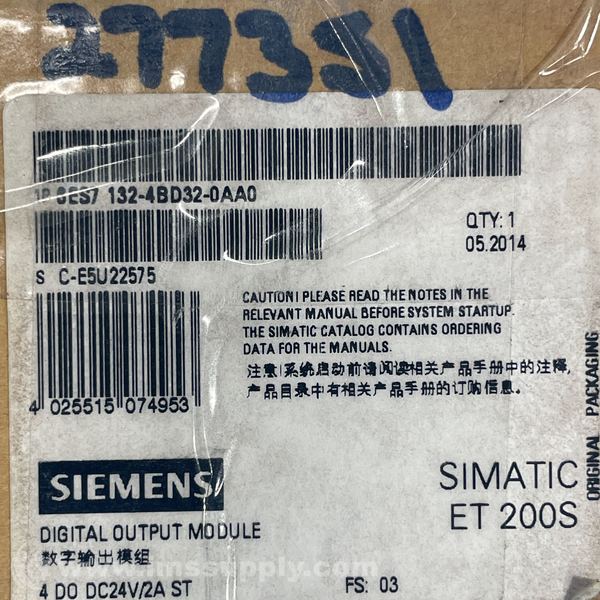 277351
1P 6ES7 132-4BD32-0AA0
QTY: 1
05.2014
S C-E5U22575
CAUTION! PLEASE READ THE NOTES IN THE
RELEVANT MANUAL BEFORE SYSTEM STARTUP.
THE SIMATIC CATALOG CONTAINS ORDERING
DATA FOR THE MANUALS.
注意!系统启动前请阅读相关产品手册中的注释,
产品目录中有相关产品手册的订购信息。
4 025515 074953
ORIGINAL PACKAGING
SIEMENS
SIMATIC
ET 200S
DIGITAL OUTPUT MODULE
数字输出模组
4 DO DC24V/2A ST
FS: 03